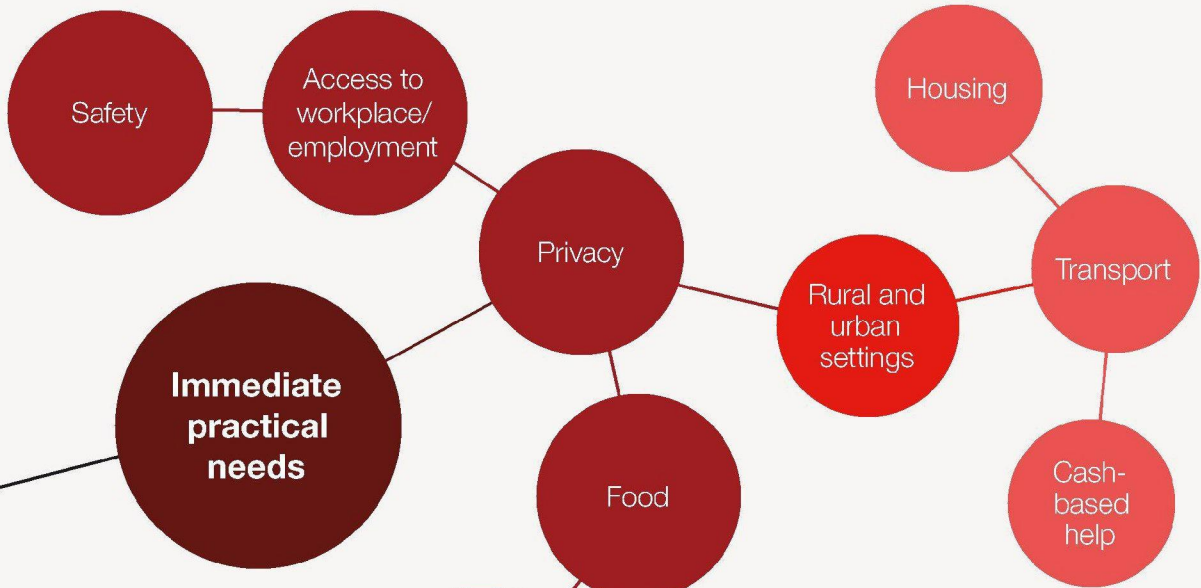 Safety
Access to
workplace/
employment
Housing
Privacy
Transport
Rural and
urban
settings
Immediate
practical
needs
Food
Cash-
based
help